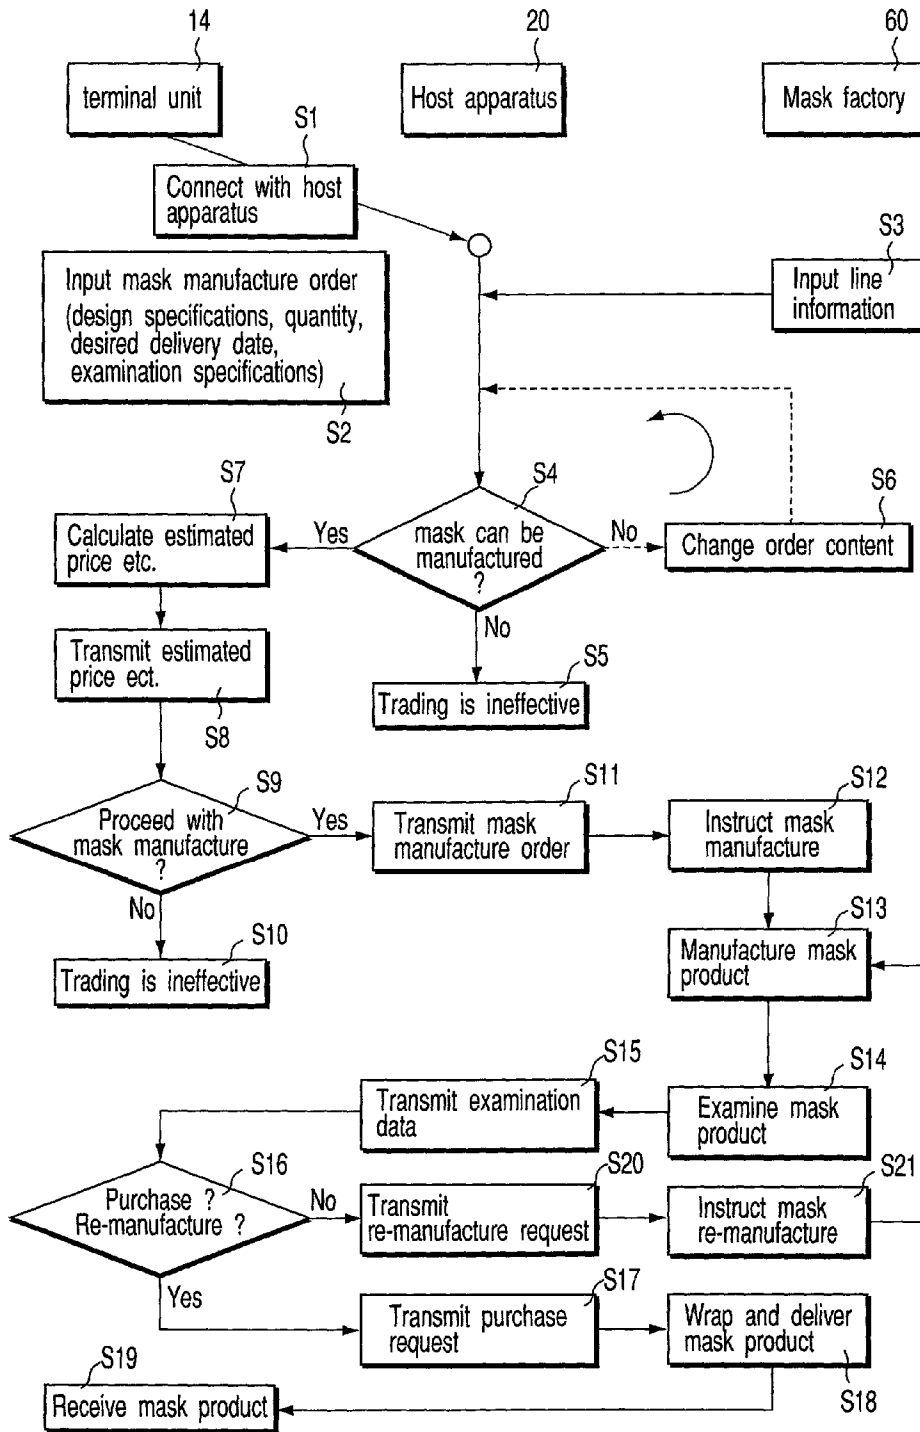 14
20
60
terminal unit
Host apparatus
Mask factory
S1
Connect with host
apparatus
S3
Input line
information
Input mask manufacture order
(design specifications, quantity,
desired delivery date,
examination specifications)
S2
S4
mask can be
manufactured
?
Yes
No
No
S6
Change order content
S7
Calculate estimated
price etc.
Transmit estimated
price ect.
S8
S5
Trading is ineffective
S9
Proceed with
mask manufacture
?
Yes
No
S11
Transmit mask
manufacture order
S12
Instruct mask
manufacture
S10
Trading is ineffective
S13
Manufacture mask
product
S15
Transmit examination
data
S14
Examine mask
product
S16
Purchase ?
Re-manufacture ?
No
Yes
S20
Transmit
re-manufacture request
S21
Instruct mask
re-manufacture
S17
Transmit purchase
request
Wrap and deliver
mask product
S18
S19
Receive mask product